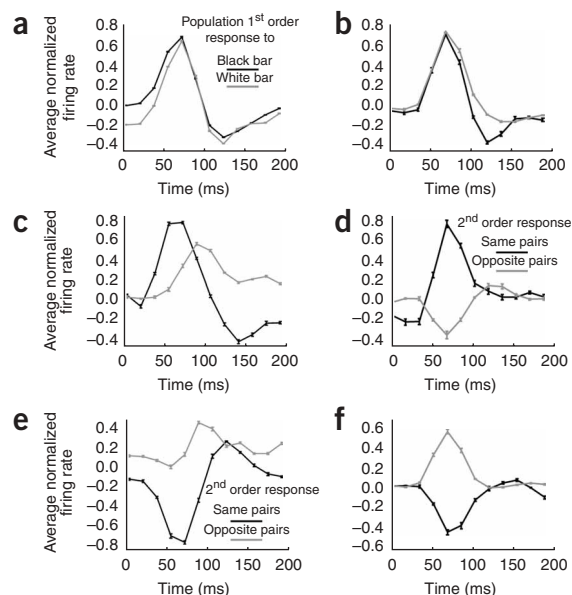 a
Average normalized
firing rate
0.8
0.6
0.4
0.2
0.0
−0.2
−0.4
Population 1st order
response to
Black bar
White bar
0 50 100 150 200
Time (ms)
b
0.8
0.6
0.4
0.2
0.0
−0.2
−0.4
0 50 100 150 200
Time (ms)
c
Average normalized
firing rate
0.8
0.6
0.4
0.2
0.0
−0.2
−0.4
0 50 100 150 200
Time (ms)
d
0.8
0.6
0.4
0.2
0.0
−0.2
−0.4
2nd order response
Same pairs
Opposite pairs
0 50 100 150 200
Time (ms)
e
Average normalized
firing rate
0.4
0.2
0.0
−0.2
−0.4
−0.6
−0.8
2nd order response
Same pairs
Opposite pairs
0 50 100 150 200
Time (ms)
f
0.6
0.4
0.2
0.0
−0.2
−0.4
−0.6
0 50 100 150 200
Time (ms)